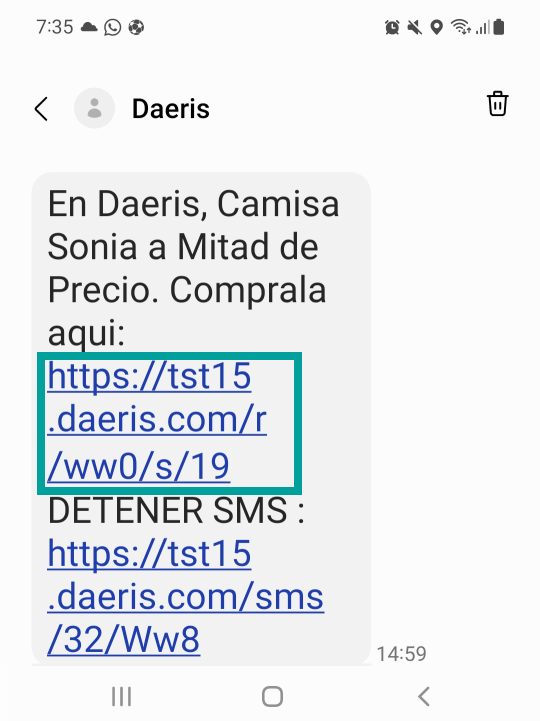 7:35
Daeris
En Daeris, Camisa
Sonia a Mitad de
Precio. Comprala
aqui:
https://tst15
.daeris.com/r
/ww0/s/19
DETENER SMS :
https://tst15
.daeris.com/sms
/32/Ww8
14:59